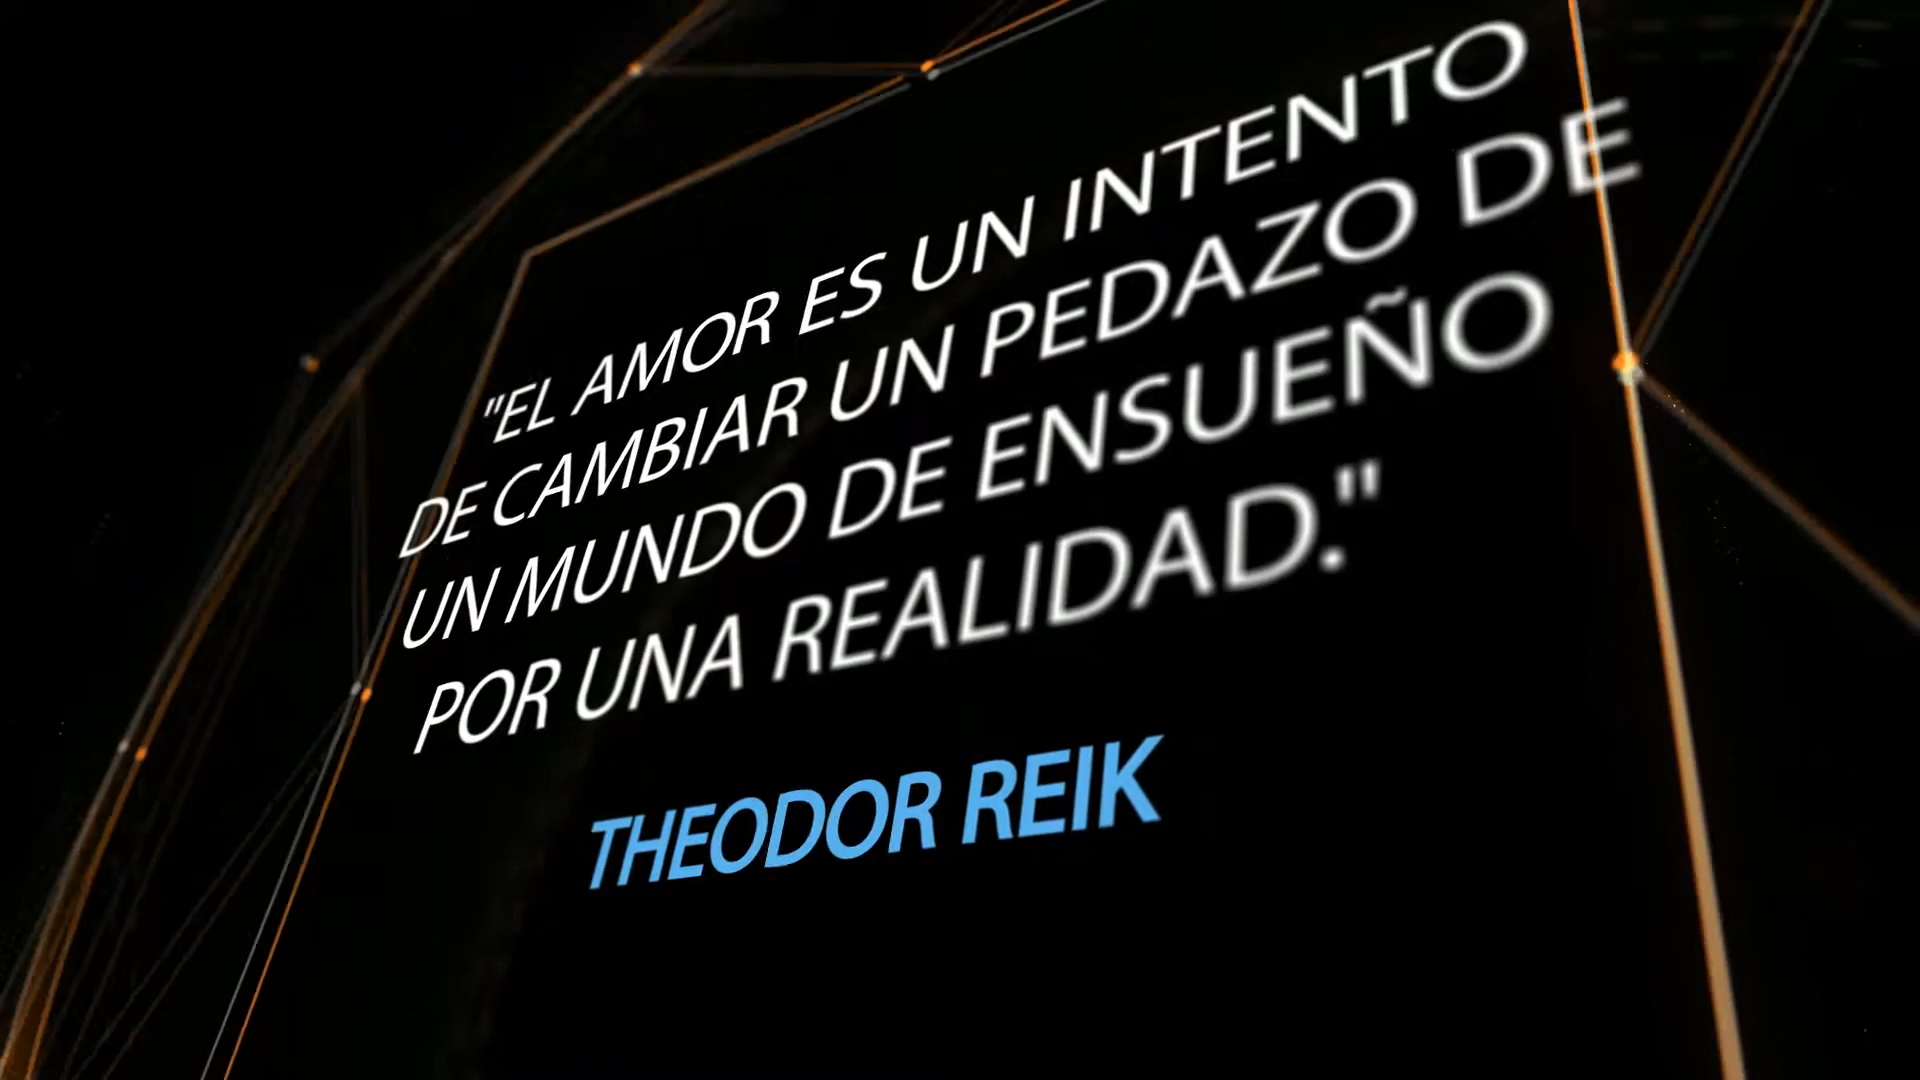 "EL AMOR ES UN INTENTO
DE CAMBIAR UN PEDAZO DE
UN MUNDO DE ENSUEÑO
POR UNA REALIDAD."
THEODOR REIK